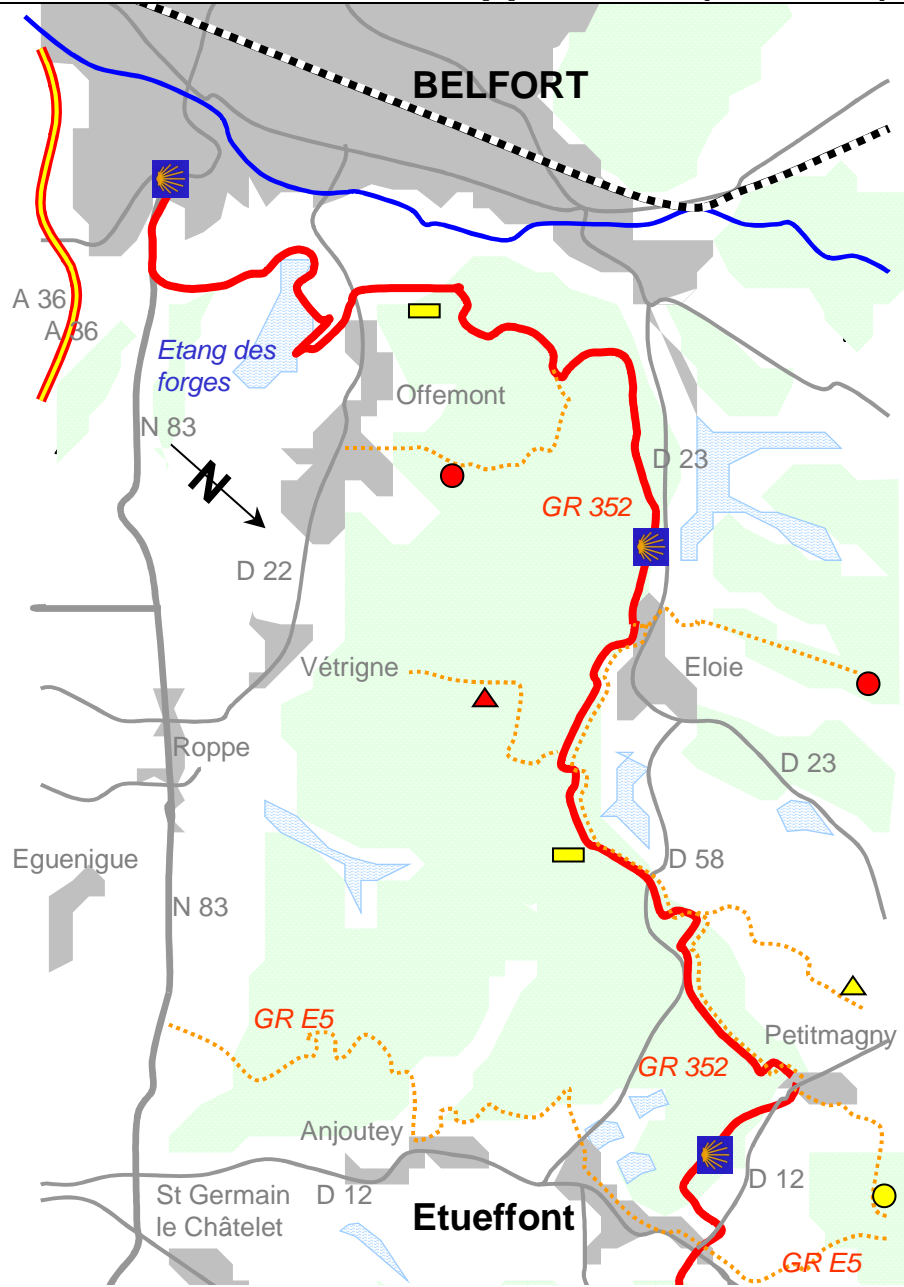 BELFORT
A 36
A 36
Etang des
forges
Offemont
N 83
D 23
N
GR 352
D 22
Vétrigne
Eloie
Roppe
D 23
Eguenigue
D 58
N 83
GR E5
Petitmagny
GR 352
Anjoutey
St Germain
le Châtelet
D 12
D 12
Etueffont
GR E5